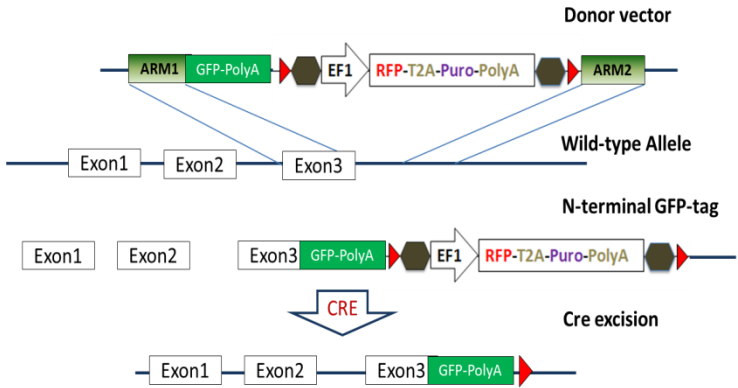 Donor vector
ARM1 GFP-PolyA EF1 RFP-T2A-Puro-PolyA ARM2
Wild-type Allele
Exon1 Exon2 Exon3
N-terminal GFP-tag
Exon1 Exon2 Exon3 GFP-PolyA EF1 RFP-T2A-Puro-PolyA
CRE
Cre excision
Exon1 Exon2 Exon3 GFP-PolyA